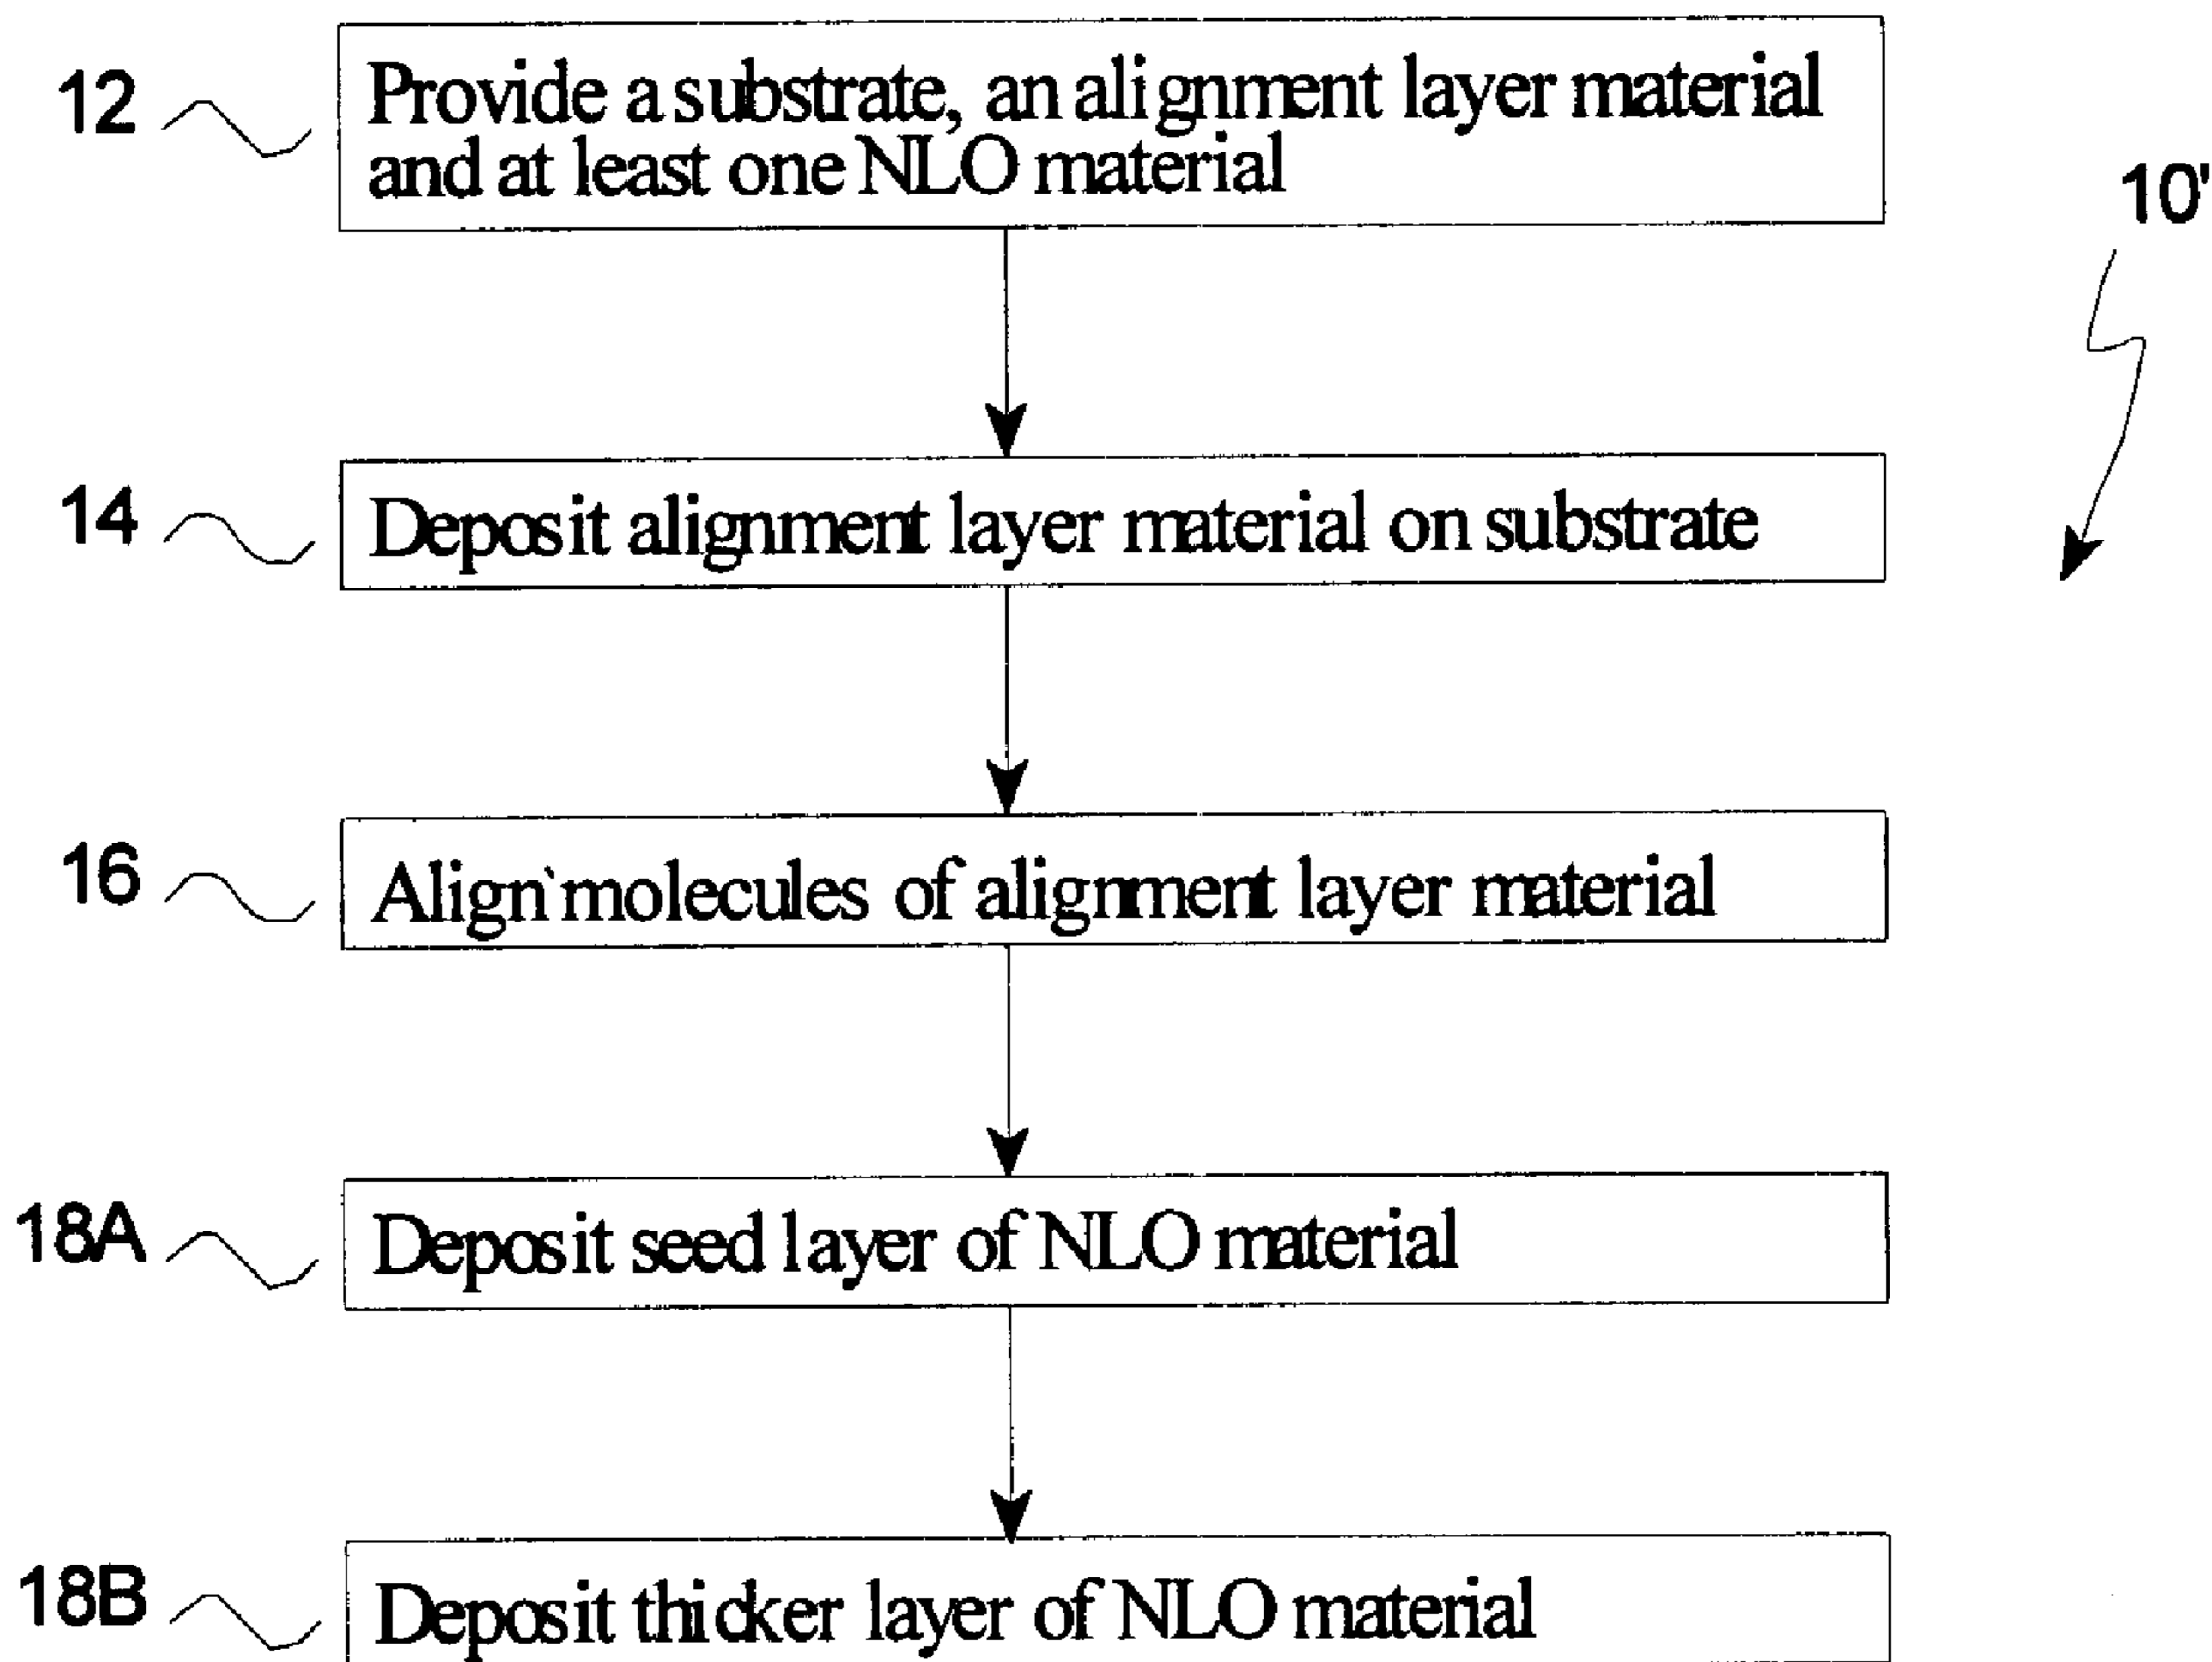 12 Provide a substrate, an alignment layer material
and at least one NLO material
10'
14 Deposit alignment layer material on substrate
16 Align molecules of alignment layer material
18A Deposit seed layer of NLO material
18B Deposit thicker layer of NLO material